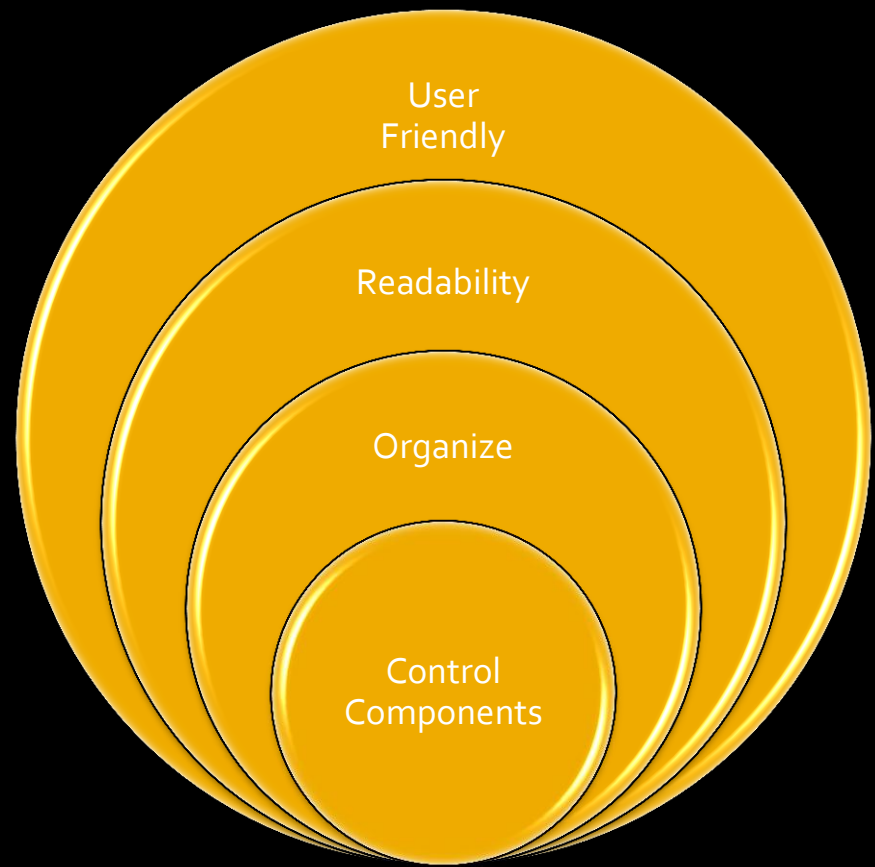 User
Friendly
Readability
Organize
Control
Components